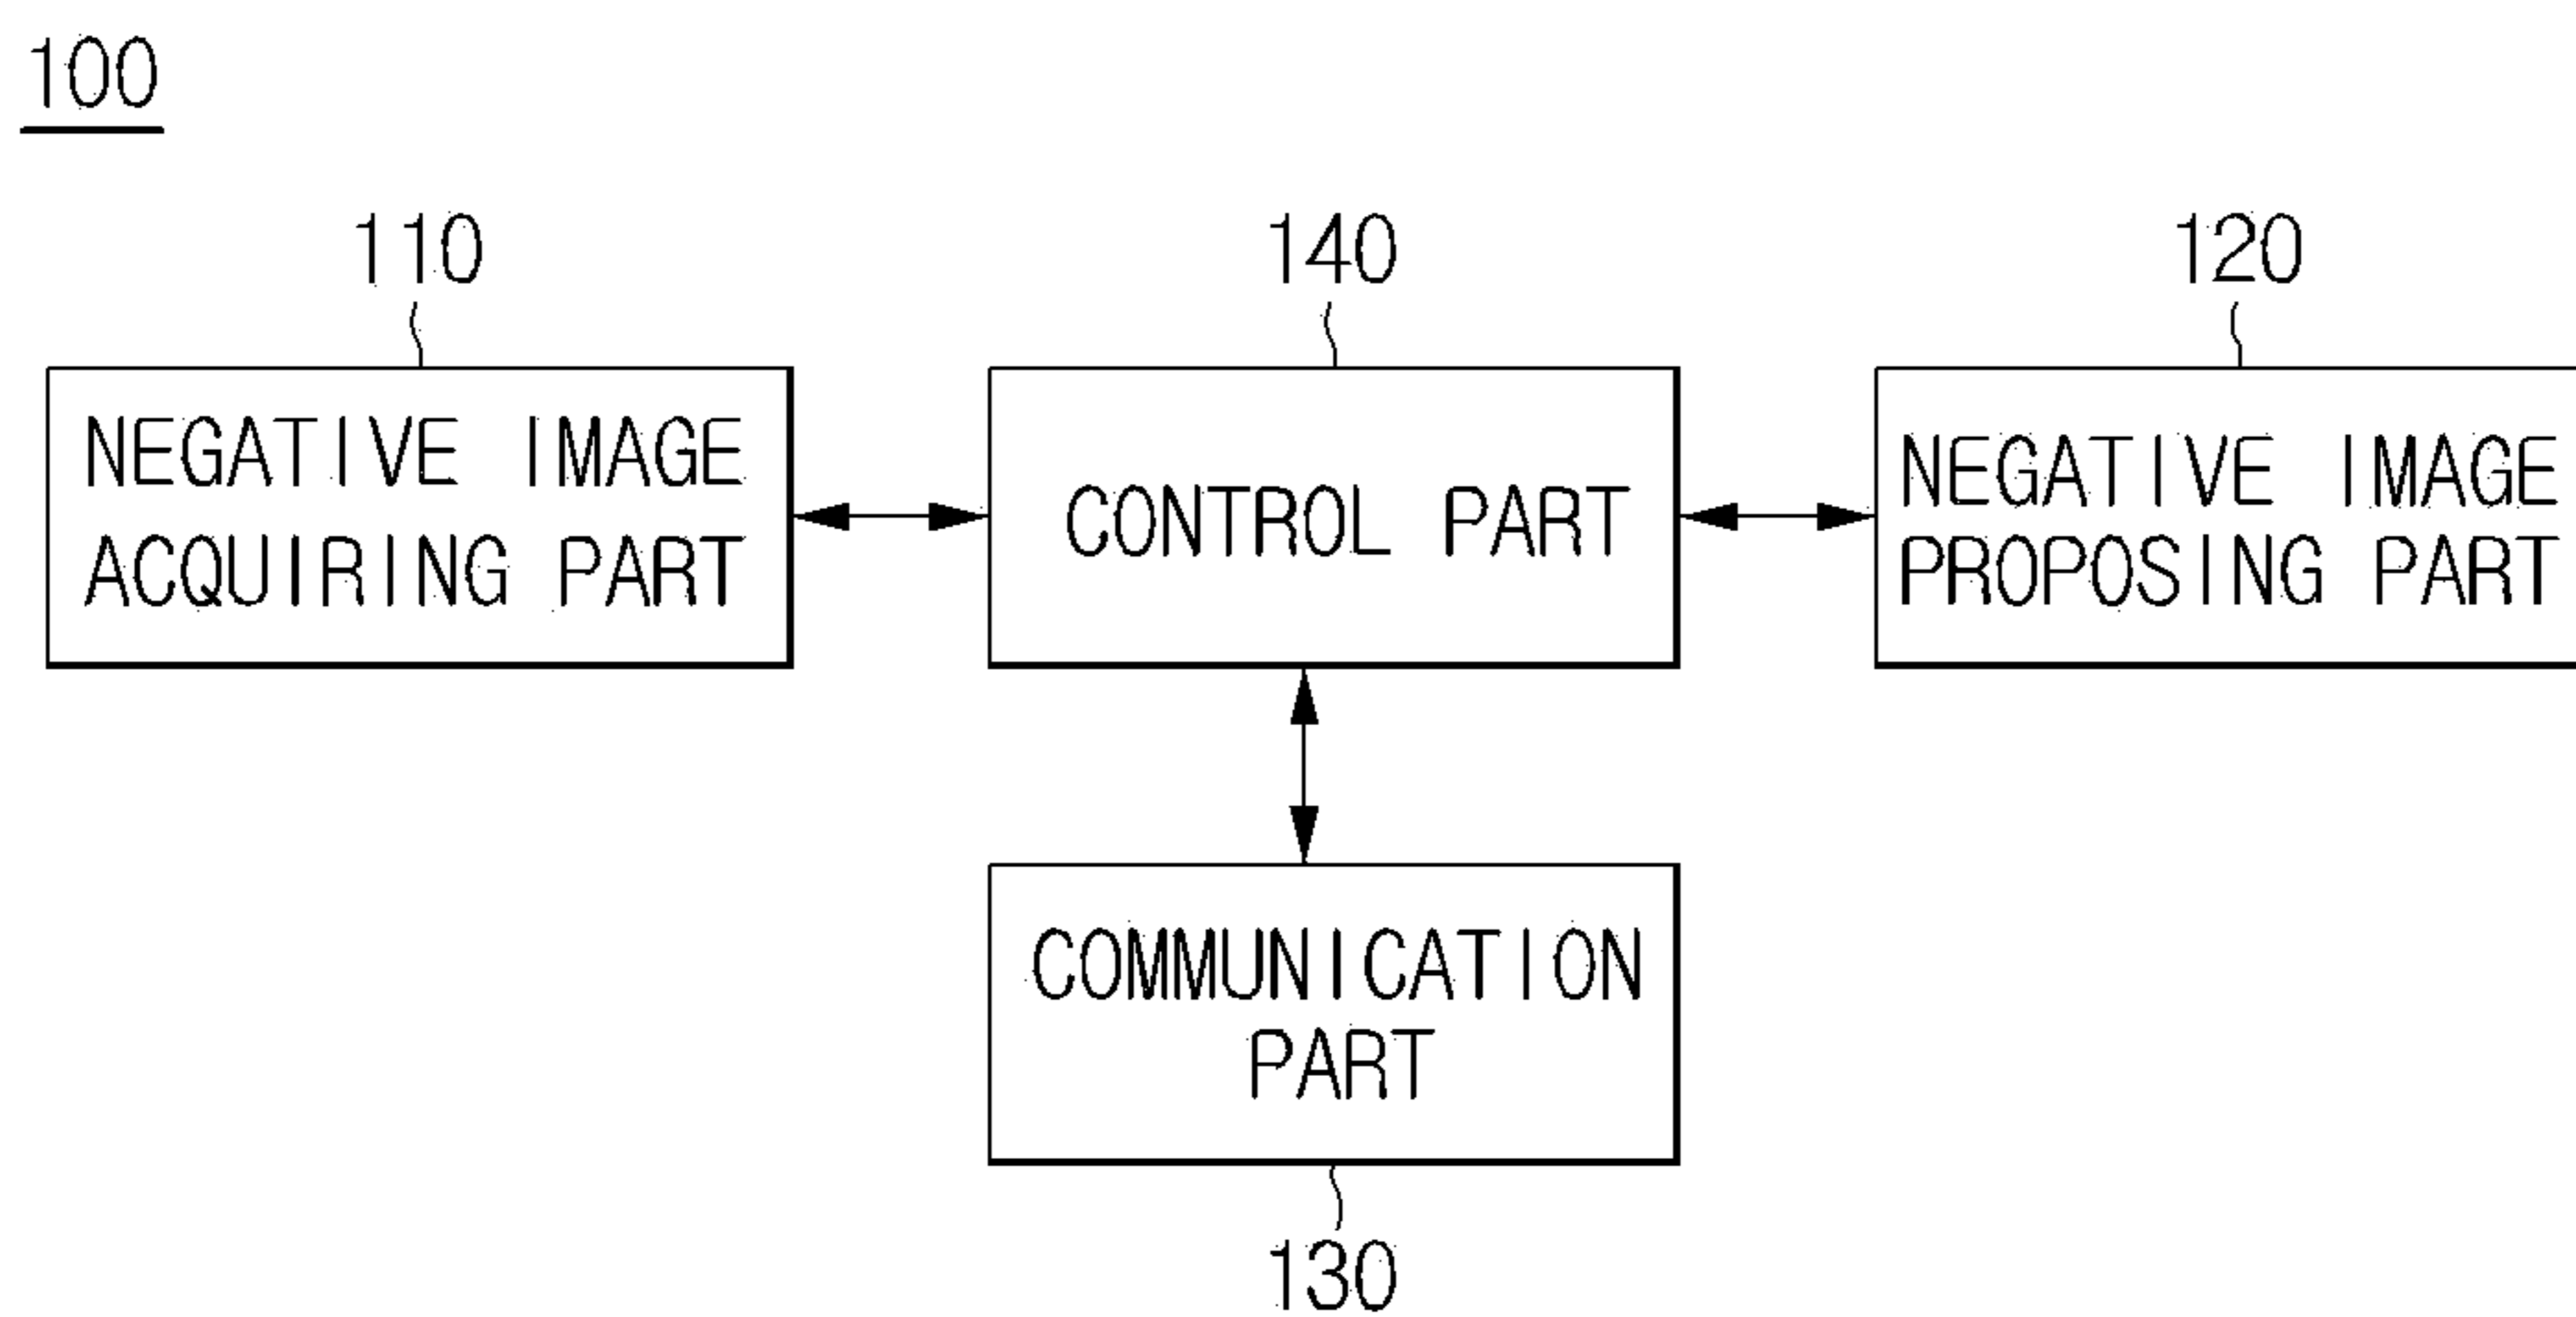 100
110
140
120
NEGATIVE IMAGE
ACQUIRING PART
CONTROL PART
NEGATIVE IMAGE
PROPOSING PART
COMMUNICATION
PART
130